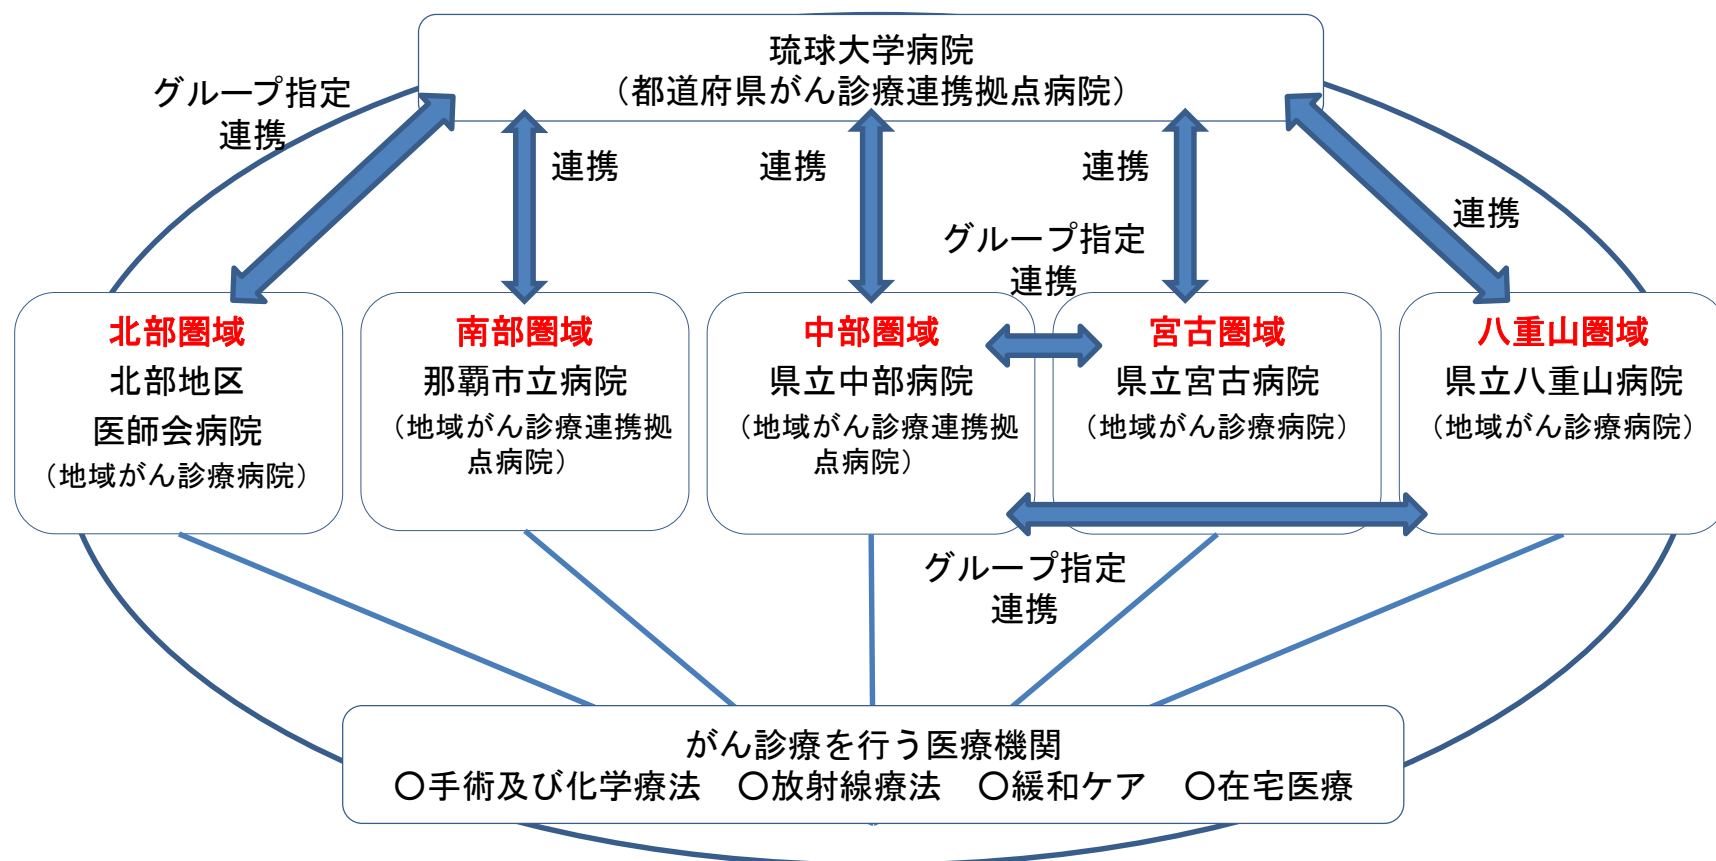 琉球大学病院
（都道府県がん診療連携拠点病院）
グループ指定
連携
連携
連携
連携
連携
グループ指定
連携
北部圏域
北部地区
医師会病院
（地域がん診療病院）
南部圏域
那覇市立病院
（地域がん診療連携拠
点病院）
中部圏域
県立中部病院
（地域がん診療連携拠
点病院）
宮古圏域
県立宮古病院
（地域がん診療病院）
八重山圏域
県立八重山病院
（地域がん診療病院）
グループ指定
連携
がん診療を行う医療機関
○手術及び化学療法　○放射線療法　○緩和ケア　○在宅医療